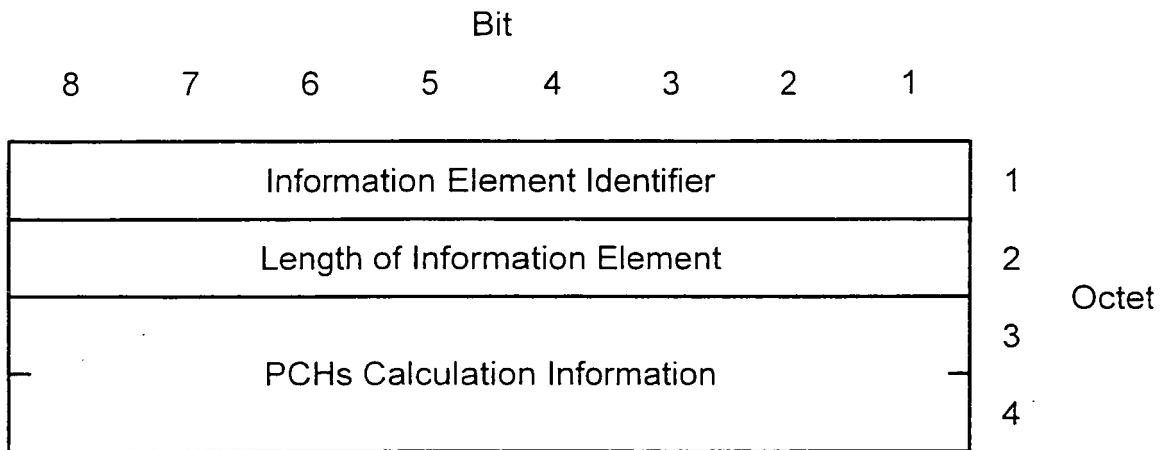 Bit
8 7 6 5 4 3 2 1
Information Element Identifier 1
Length of Information Element 2
Octet
3
PCHs Calculation Information
4